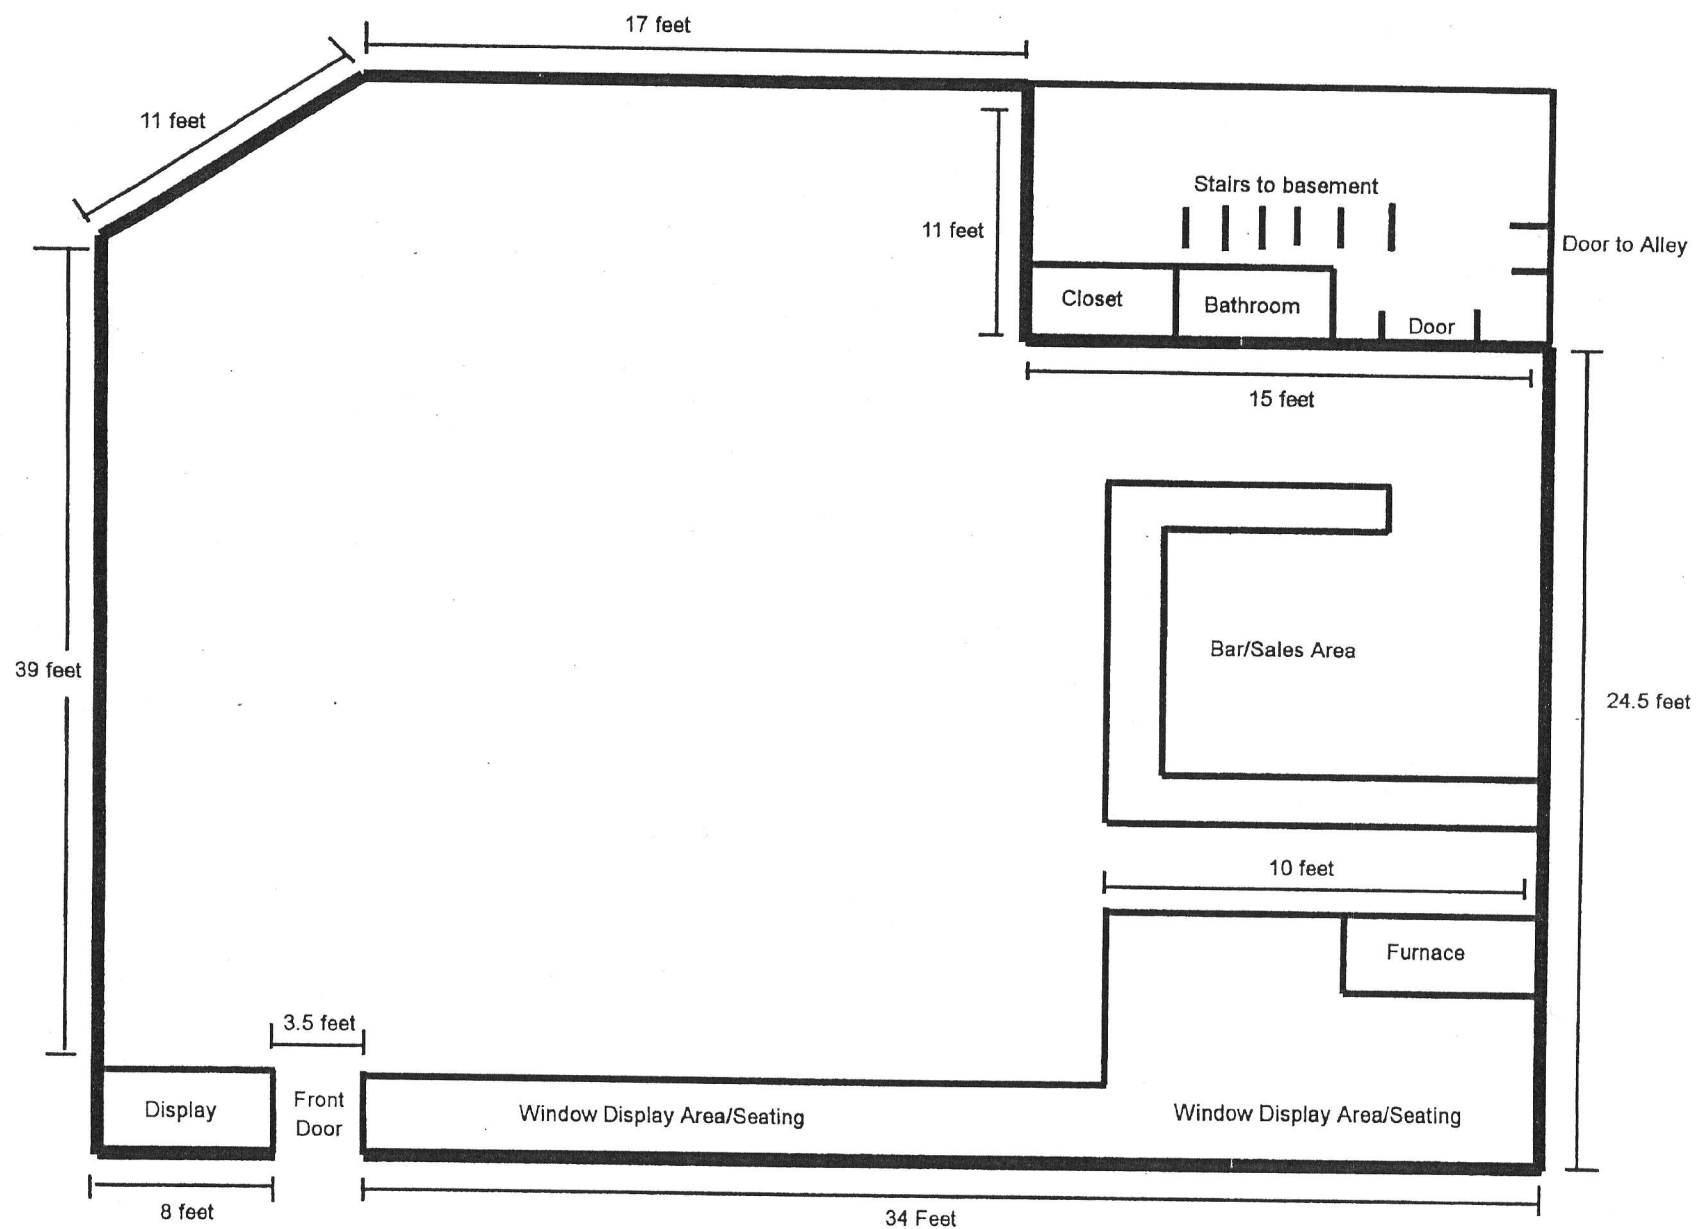 17 feet
11 feet
Stairs to basement
11 feet
Door to Alley
Closet
Bathroom
Door
15 feet
Bar/Sales Area
39 feet
24.5 feet
10 feet
Furnace
3.5 feet
Display
Front
Door
Window Display Area/Seating
Window Display Area/Seating
8 feet
34 Feet